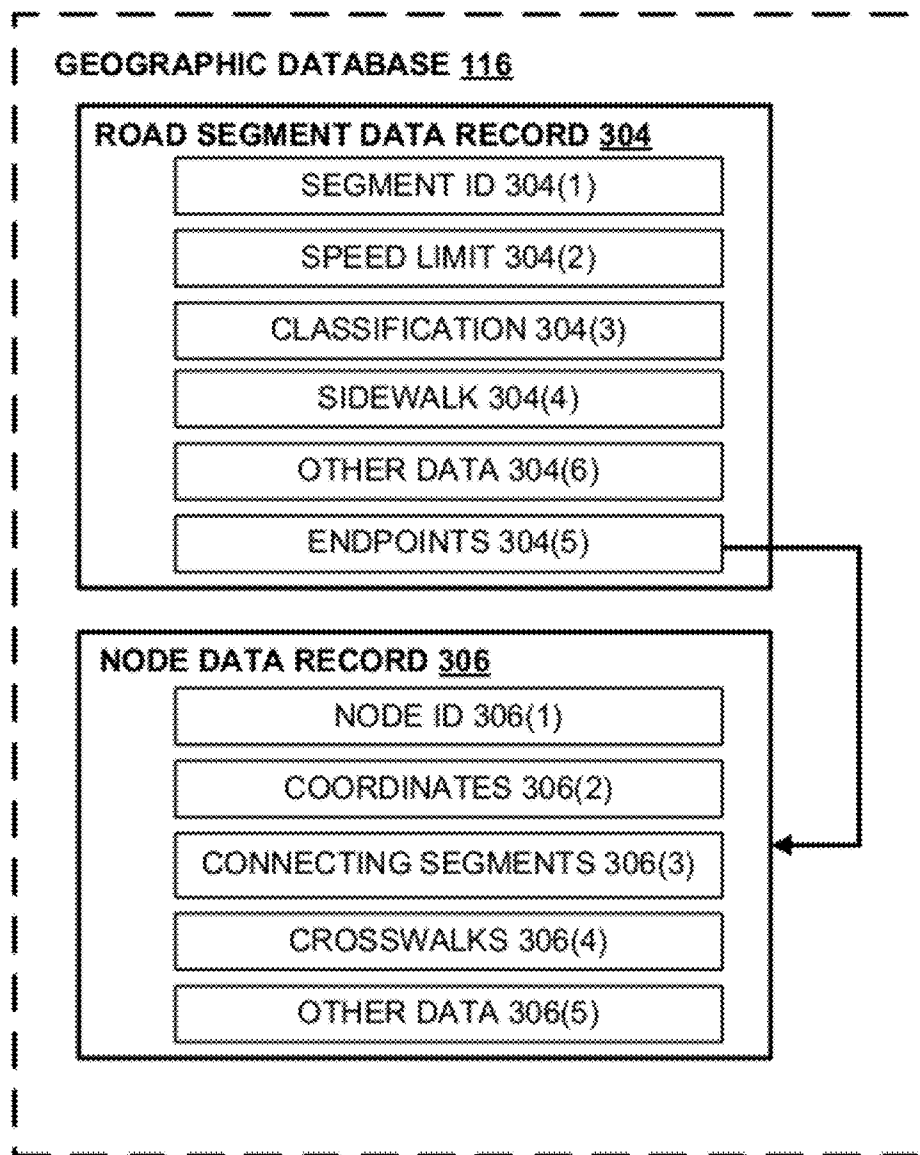 GEOGRAPHIC DATABASE 116
ROAD SEGMENT DATA RECORD 304
SEGMENT ID 304(1)
SPEED LIMIT 304(2)
CLASSIFICATION 304(3)
SIDEWALK 304(4)
OTHER DATA 304(6)
ENDPOINTS 304(5)
NODE DATA RECORD 306
NODE ID 306(1)
COORDINATES 306(2)
CONNECTING SEGMENTS 306(3)
CROSSWALKS 306(4)
OTHER DATA 306(5)